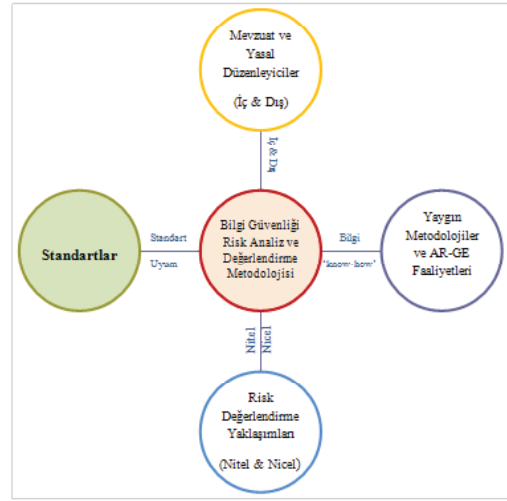 Mevzuat ve
Yasal
Düzenleyiciler
(İç & Dış)
İç & Dış
Standartlar
Standart
Uyum
Bilgi Güvenliği
Risk Analiz ve
Değerlendirme
Metodolojisi
Bilgi
'know-how'
Yaygın
Metodolojiler
ve AR-GE
Faaliyetleri
Nitel
Nicel
Risk
Değerlendirme
Yaklaşımları
(Nitel & Nicel)